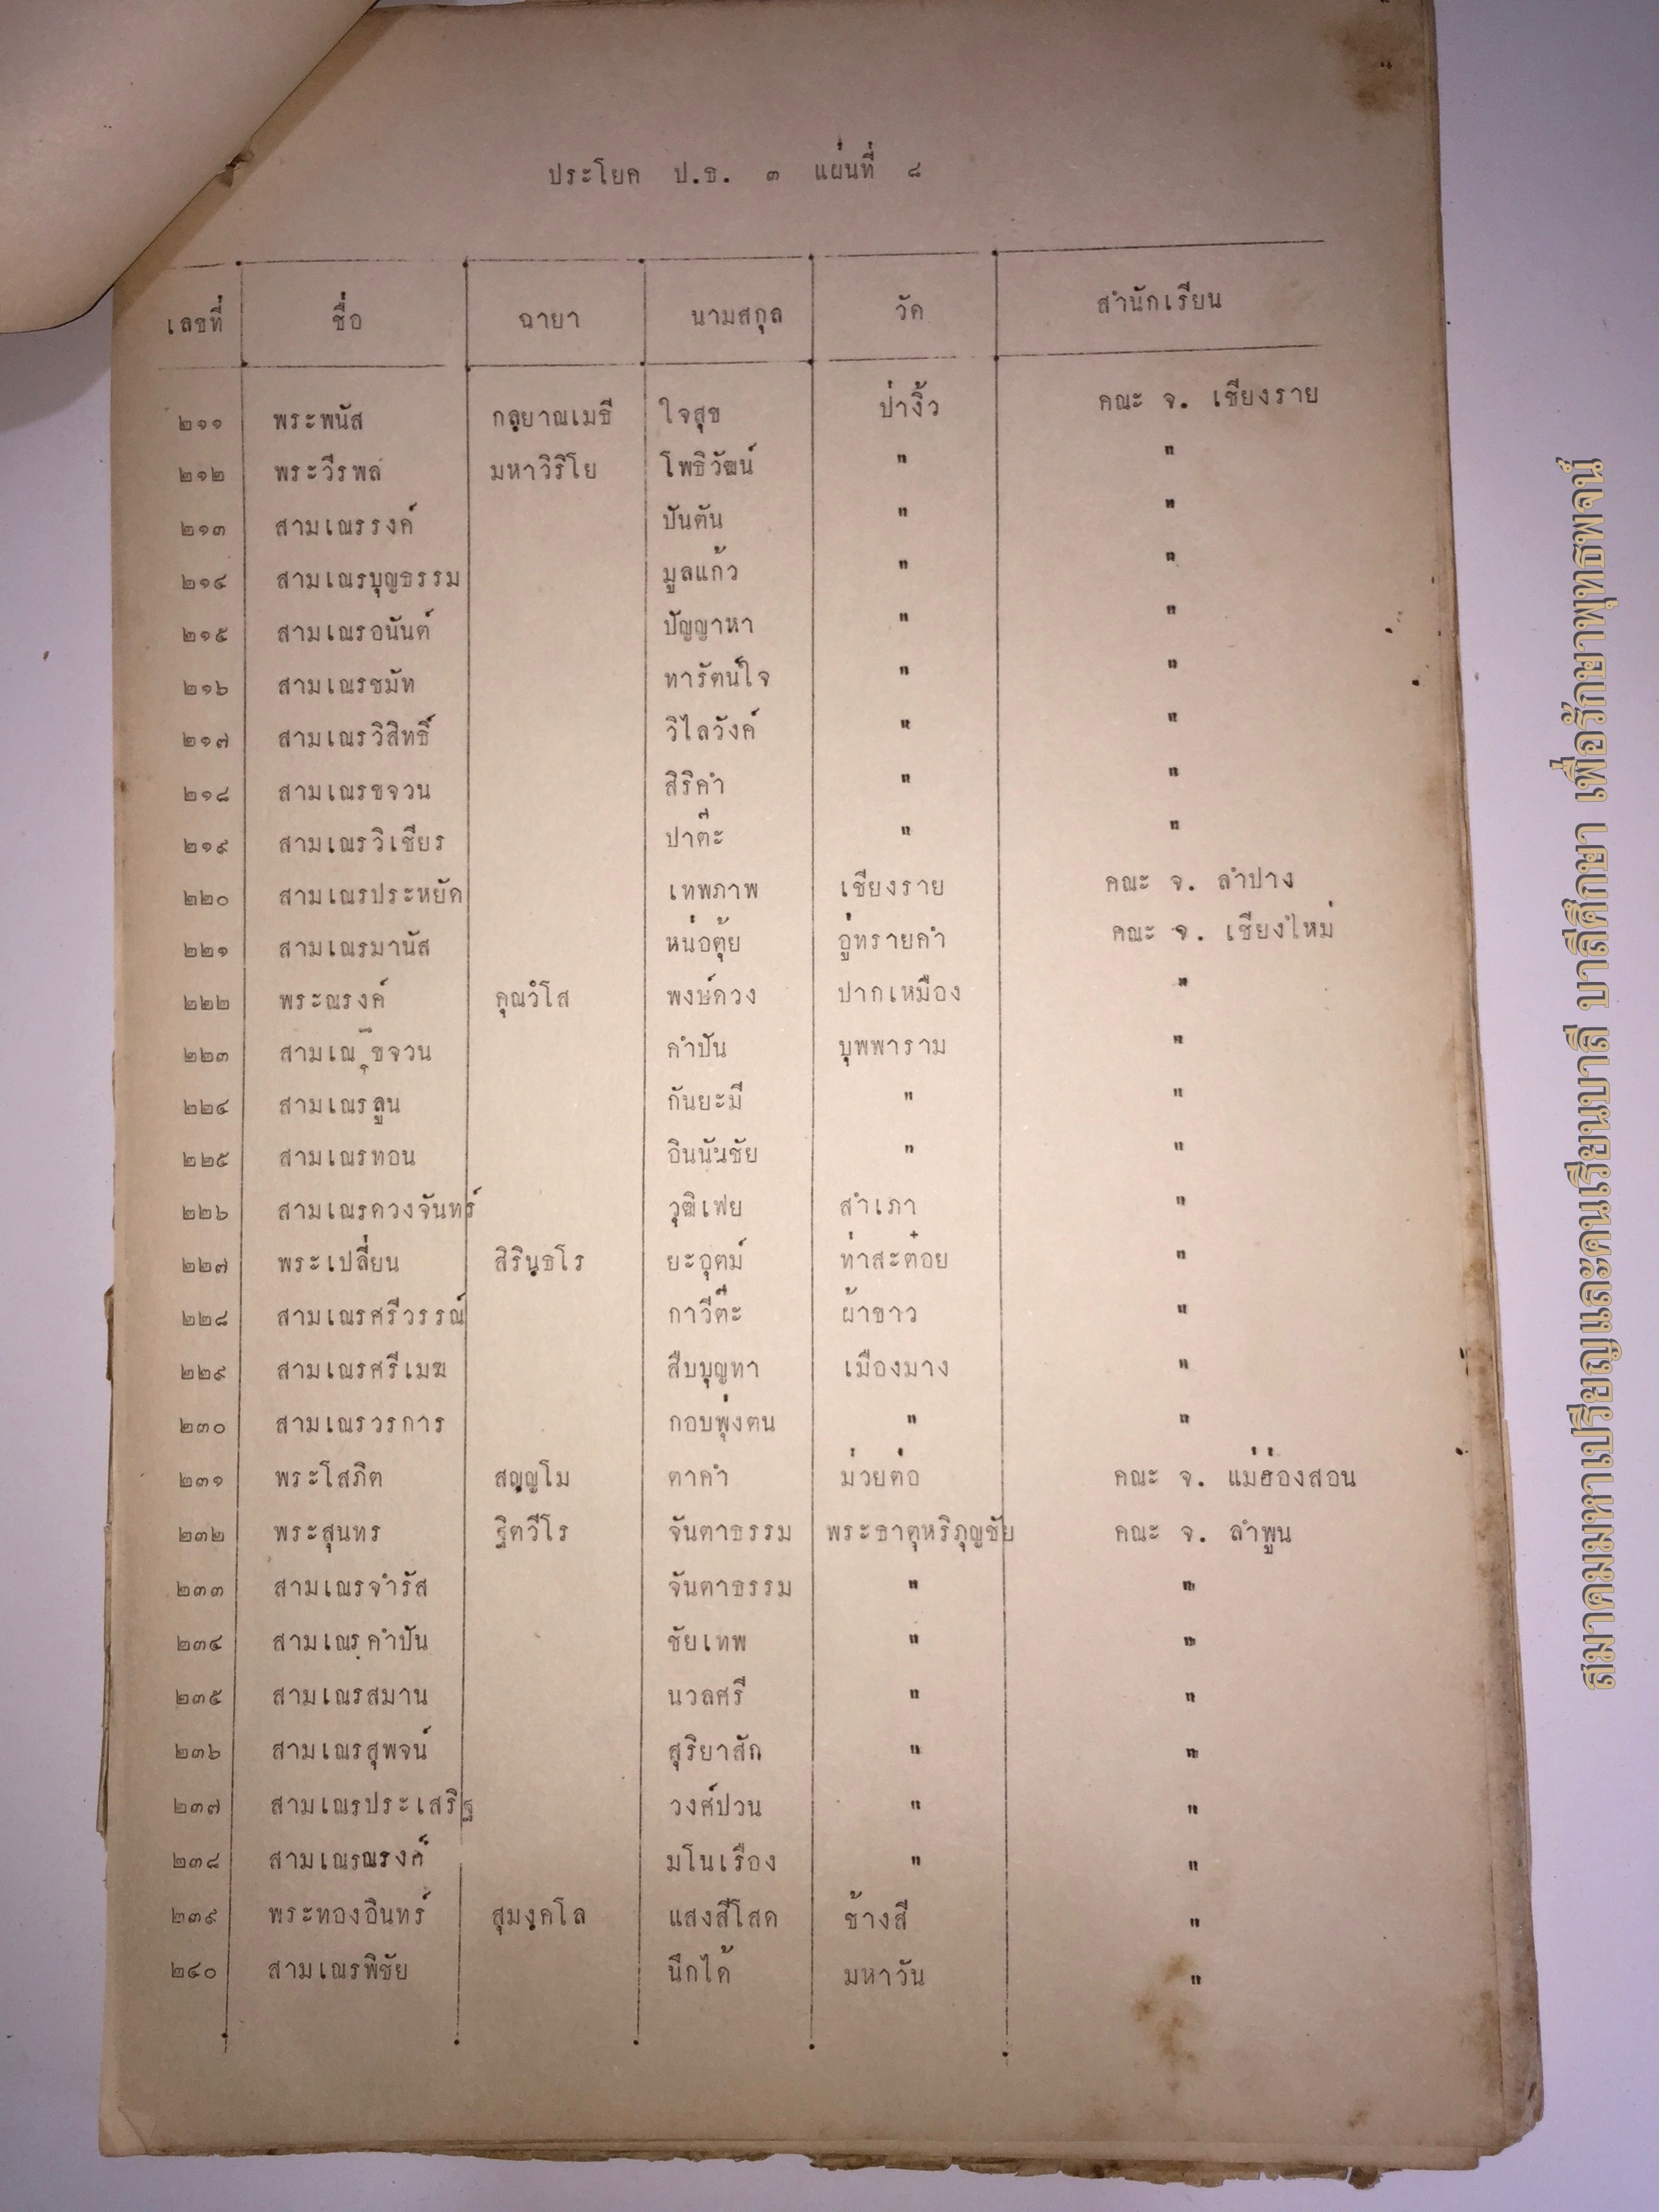 ประโยค ป.ธ. ๓ แผ่นที่ ๘
เลขที่ ชื่อ ฉายา นามสกุล วัด สำนักเรียน
๒๑๑ พระพนัส กลฺยาณเมธี ใจสุข ป่างิ้ว คณะ จ. เชียงราย
๒๑๒ พระวีรพล มหาวิริโย โพธิวัฒน์ " "
๒๑๓ สามเณรรงค์ ปันตัน " "
๒๑๔ สามเณรบุญธรรม มูลแก้ว " "
๒๑๕ สามเณรอนันต์ ปัญญาหา " "
๒๑๖ สามเณรชมัท ทารัตน์ใจ " "
๒๑๗ สามเณรวิสิทธิ์ วิไลวังค์ " "
๒๑๘ สามเณรขจวน สิริคำ " "
๒๑๙ สามเณรวิเชียร ปาต๊ะ " "
๒๒๐ สามเณรประหยัด เทพภาพ เชียงราย คณะ จ. ลำปาง
๒๒๑ สามเณรมานัส หน่อตุ้ย อู่ทรายคำ คณะ จ. เชียงใหม่
๒๒๒ พระณรงค์ คุณวํโส พงษ์ดวง ปากเหมือง "
๒๒๓ สามเณรขจวน คำปัน บุพพาราม "
๒๒๔ สามเณรลูน กันยะมี " "
๒๒๕ สามเณรทอน อินนันชัย " "
๒๒๖ สามเณรดวงจันทร์ วุฒิเฟย สำเภา "
๒๒๗ พระเปลี่ยน สิรินฺธโร ยะอุตม์ ท่าสะต๋อย "
๒๒๘ สามเณรศรีวรรณ์ กาวีต๊ะ ผ้าขาว "
๒๒๙ สามเณรศรีเมฆ สืบบุญทา เมืองมาง "
๒๓๐ สามเณรวรการ กอบพุ่งตน " "
๒๓๑ พระโสภิต สญฺญโม ตาคำ ม่วยต่อ คณะ จ. แม่ฮ่องสอน
๒๓๒ พระสุนทร ฐิตวีโร จันตาธรรม พระธาตุหริภุญชัย คณะ จ. ลำพูน
๒๓๓ สามเณรจำรัส จันตาธรรม " "
๒๓๔ สามเณรคำปัน ชัยเทพ " "
๒๓๕ สามเณรสมาน นวลศรี " "
๒๓๖ สามเณรสุพจน์ สุริยาสัก " "
๒๓๗ สามเณรประเสริฐ วงศ์ปวน " "
๒๓๘ สามเณรณรงค์ มโนเรือง " "
๒๓๙ พระทองอินทร์ สุมงฺคโล แสงสีโสด ช้างสี "
๒๔๐ สามเณรพิชัย นึกได้ มหาวัน "
สมาคมมหาเปรียญและคนเรียนบาลี บาลีศึกษา เพื่อรักษาพุทธพจน์